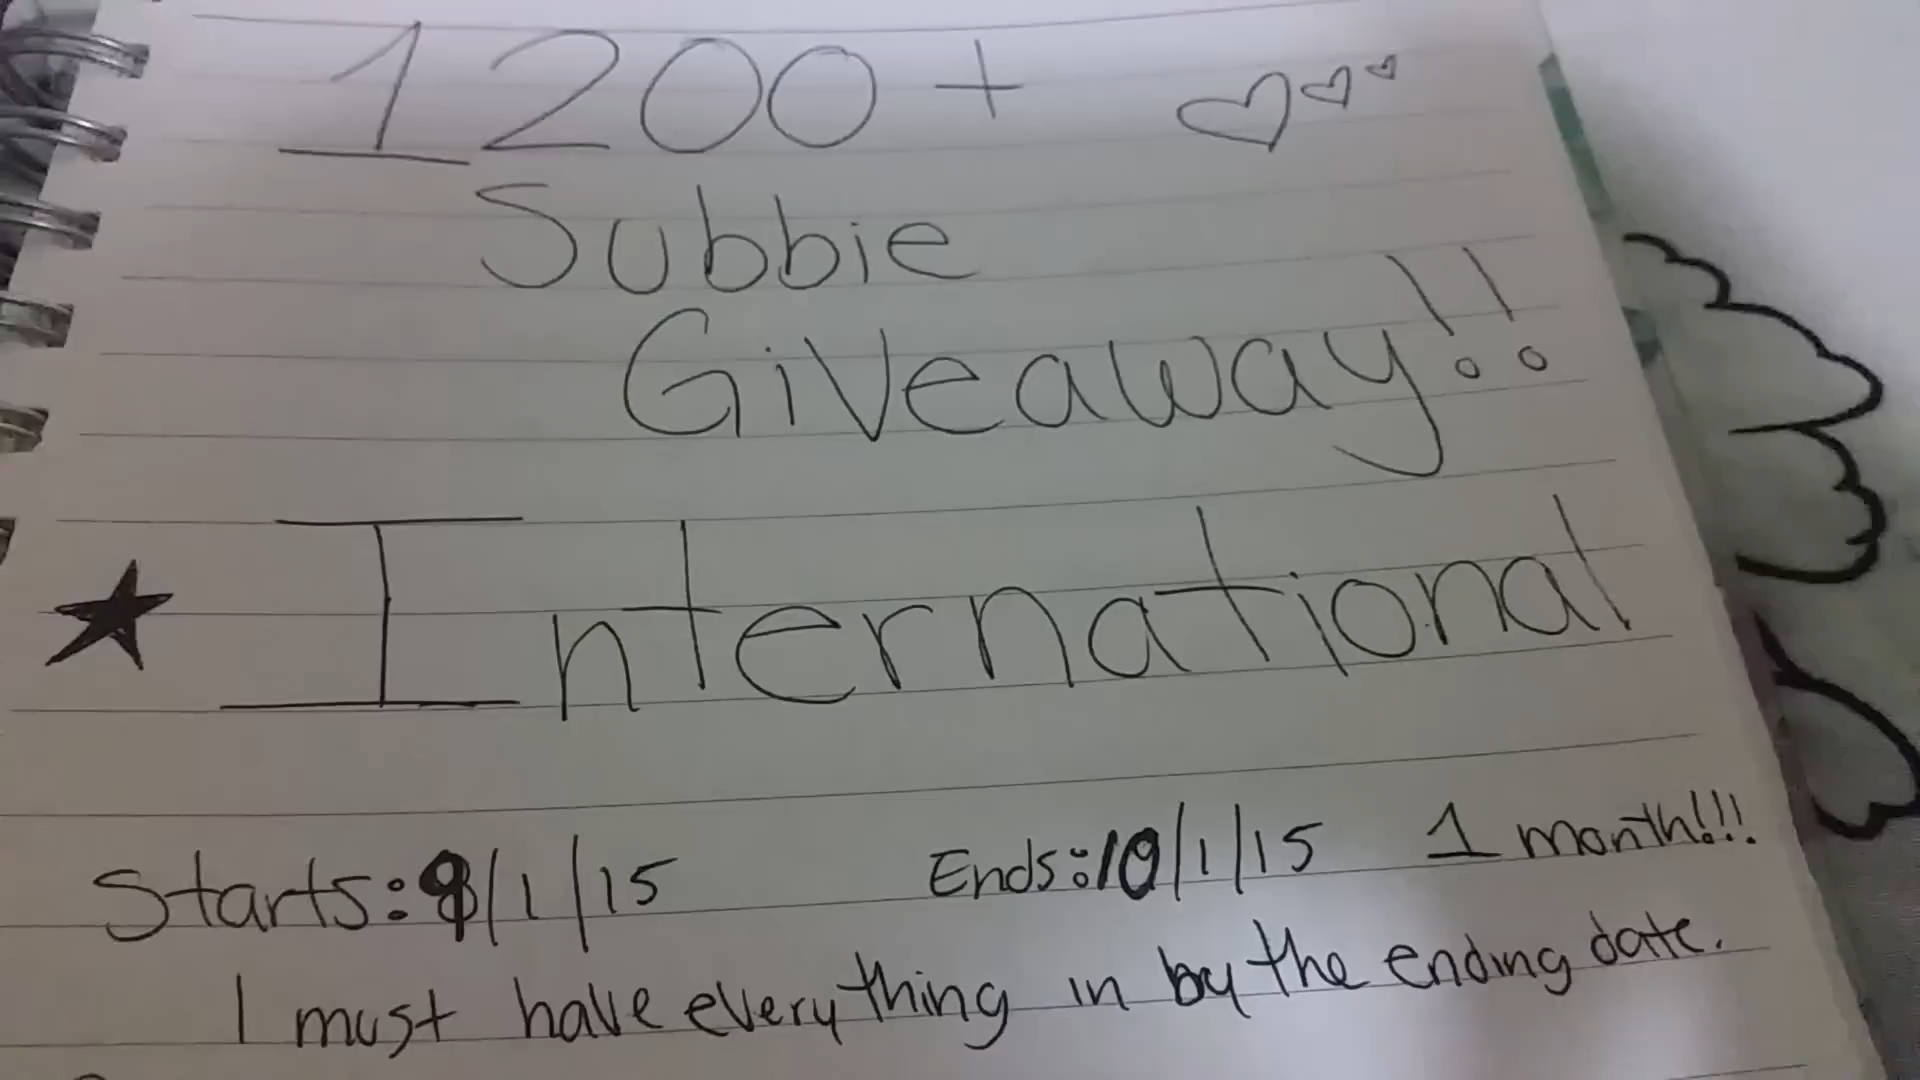 1200+
Subbie
Giveaway!!
International
Starts: 9/1/15 Ends: 10/1/15 1 month!!!
I must have everything in by the ending date.